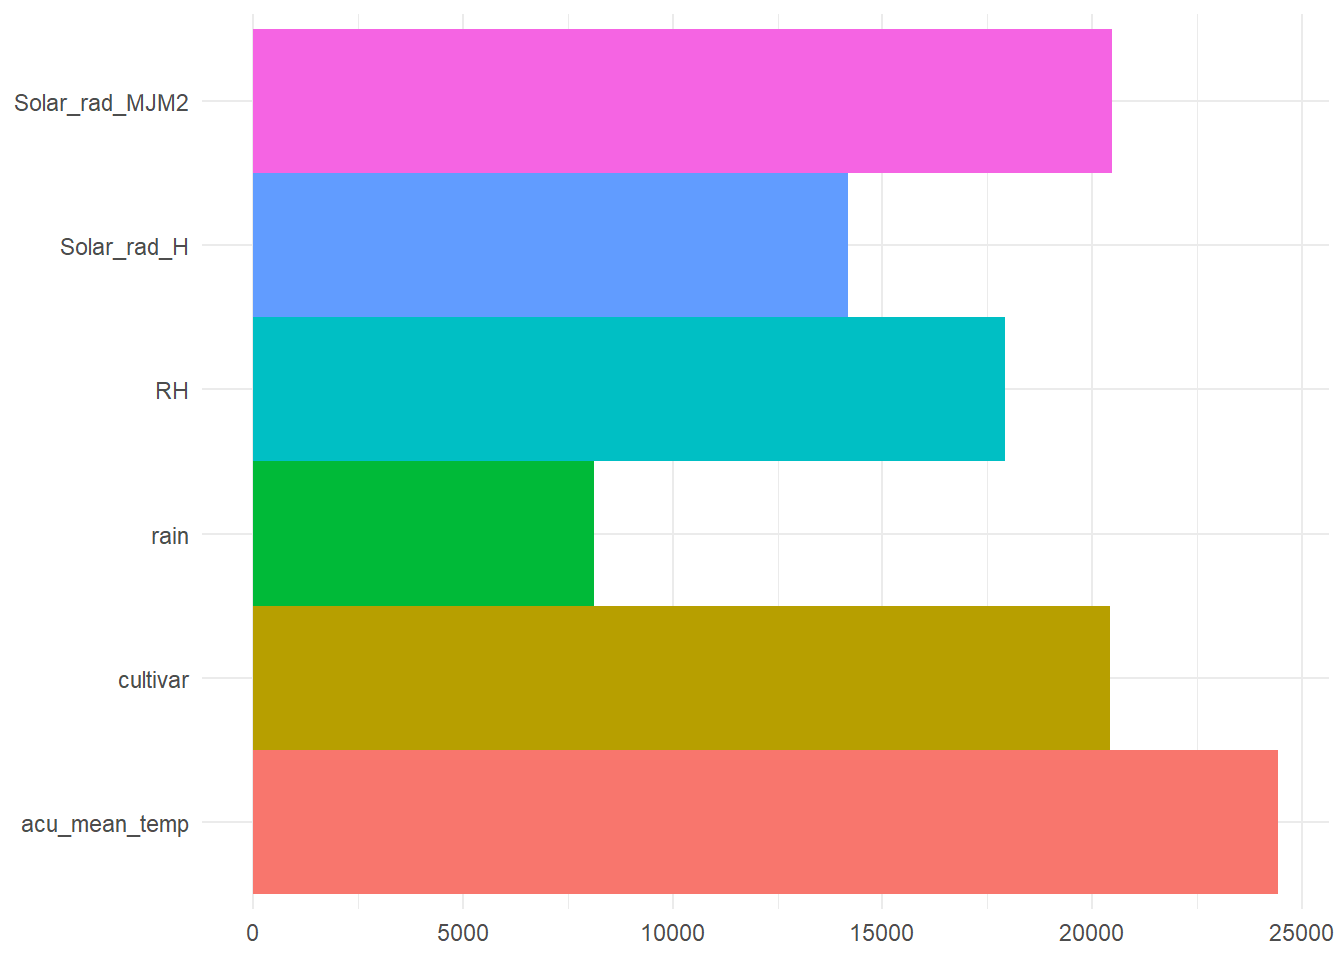 Solar_rad_MJM2
Solar_rad_H
RH
rain
cultivar
acu_mean_temp
0 5000 10000 15000 20000 25000